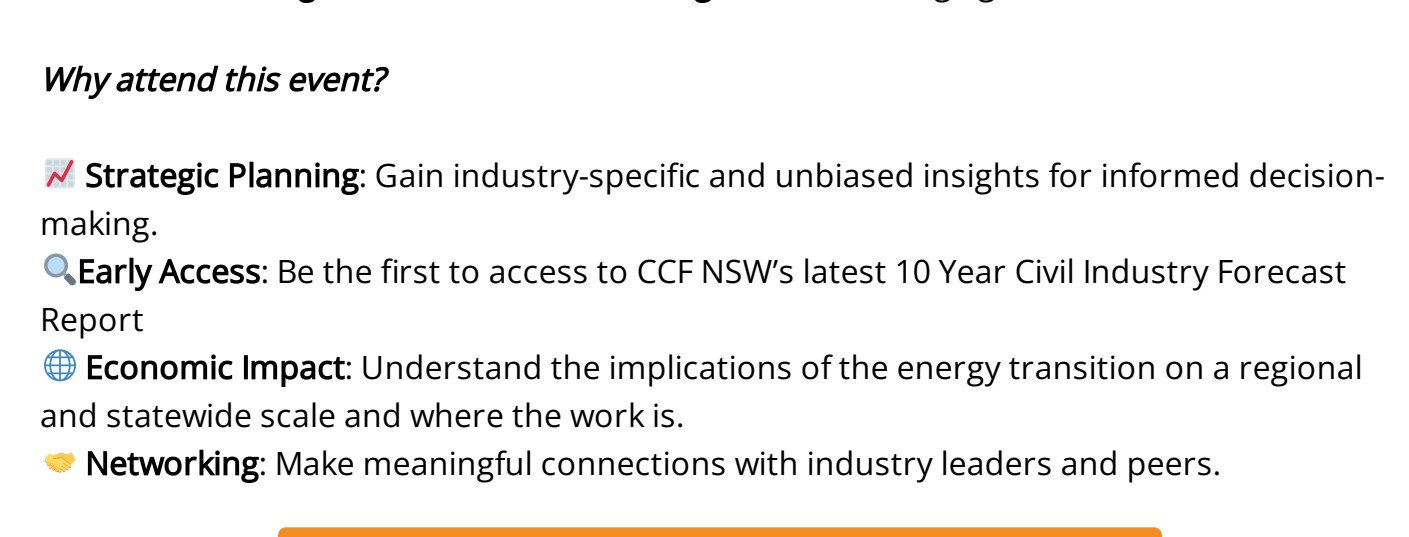 Why attend this event?
📈 Strategic Planning: Gain industry-specific and unbiased insights for informed decision-
making.
🔍Early Access: Be the first to access to CCF NSW’s latest 10 Year Civil Industry Forecast
Report
🌐 Economic Impact: Understand the implications of the energy transition on a regional
and statewide scale and where the work is.
🤝 Networking: Make meaningful connections with industry leaders and peers.